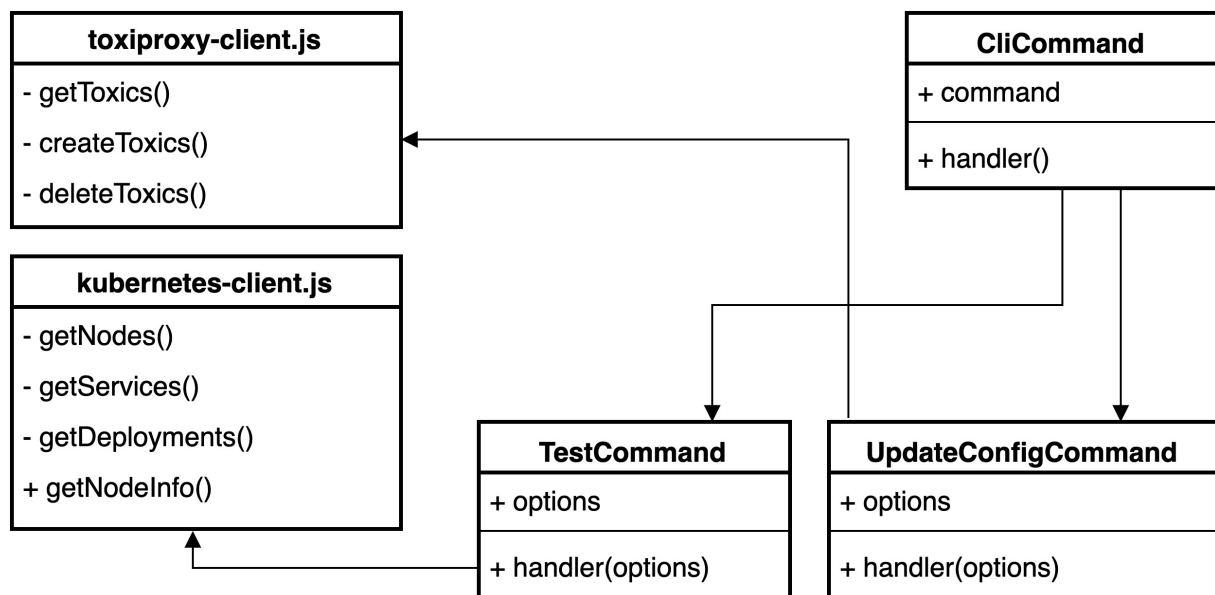 toxiproxy-client.js
- getToxics()
- createToxics()
- deleteToxics()
CliCommand
+ command
+ handler()
kubernetes-client.js
- getNodes()
- getServices()
- getDeployments()
+ getNodeInfo()
TestCommand
+ options
+ handler(options)
UpdateConfigCommand
+ options
+ handler(options)